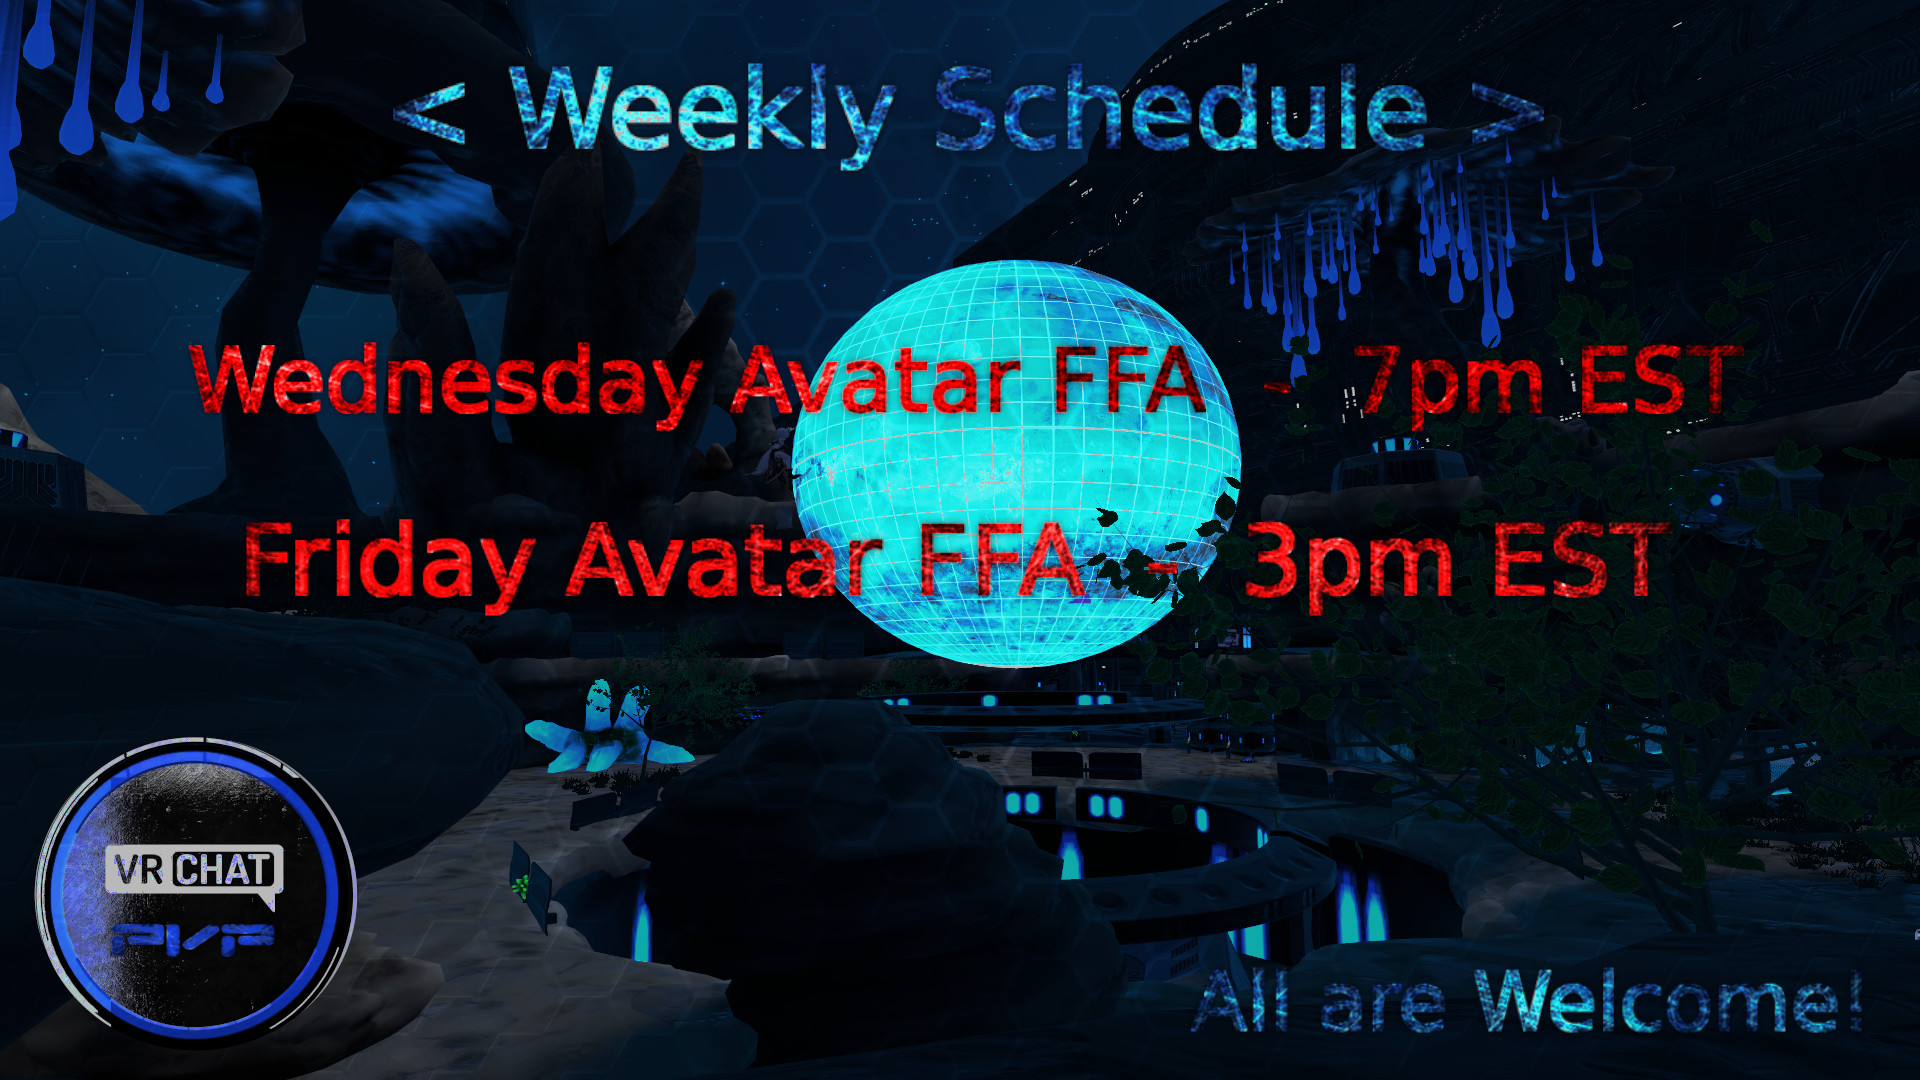 < Weekly Schedule >
Wednesday Avatar FFA - 7pm EST
Friday Avatar FFA - 3pm EST
VR CHAT
PVP
All are Welcome!